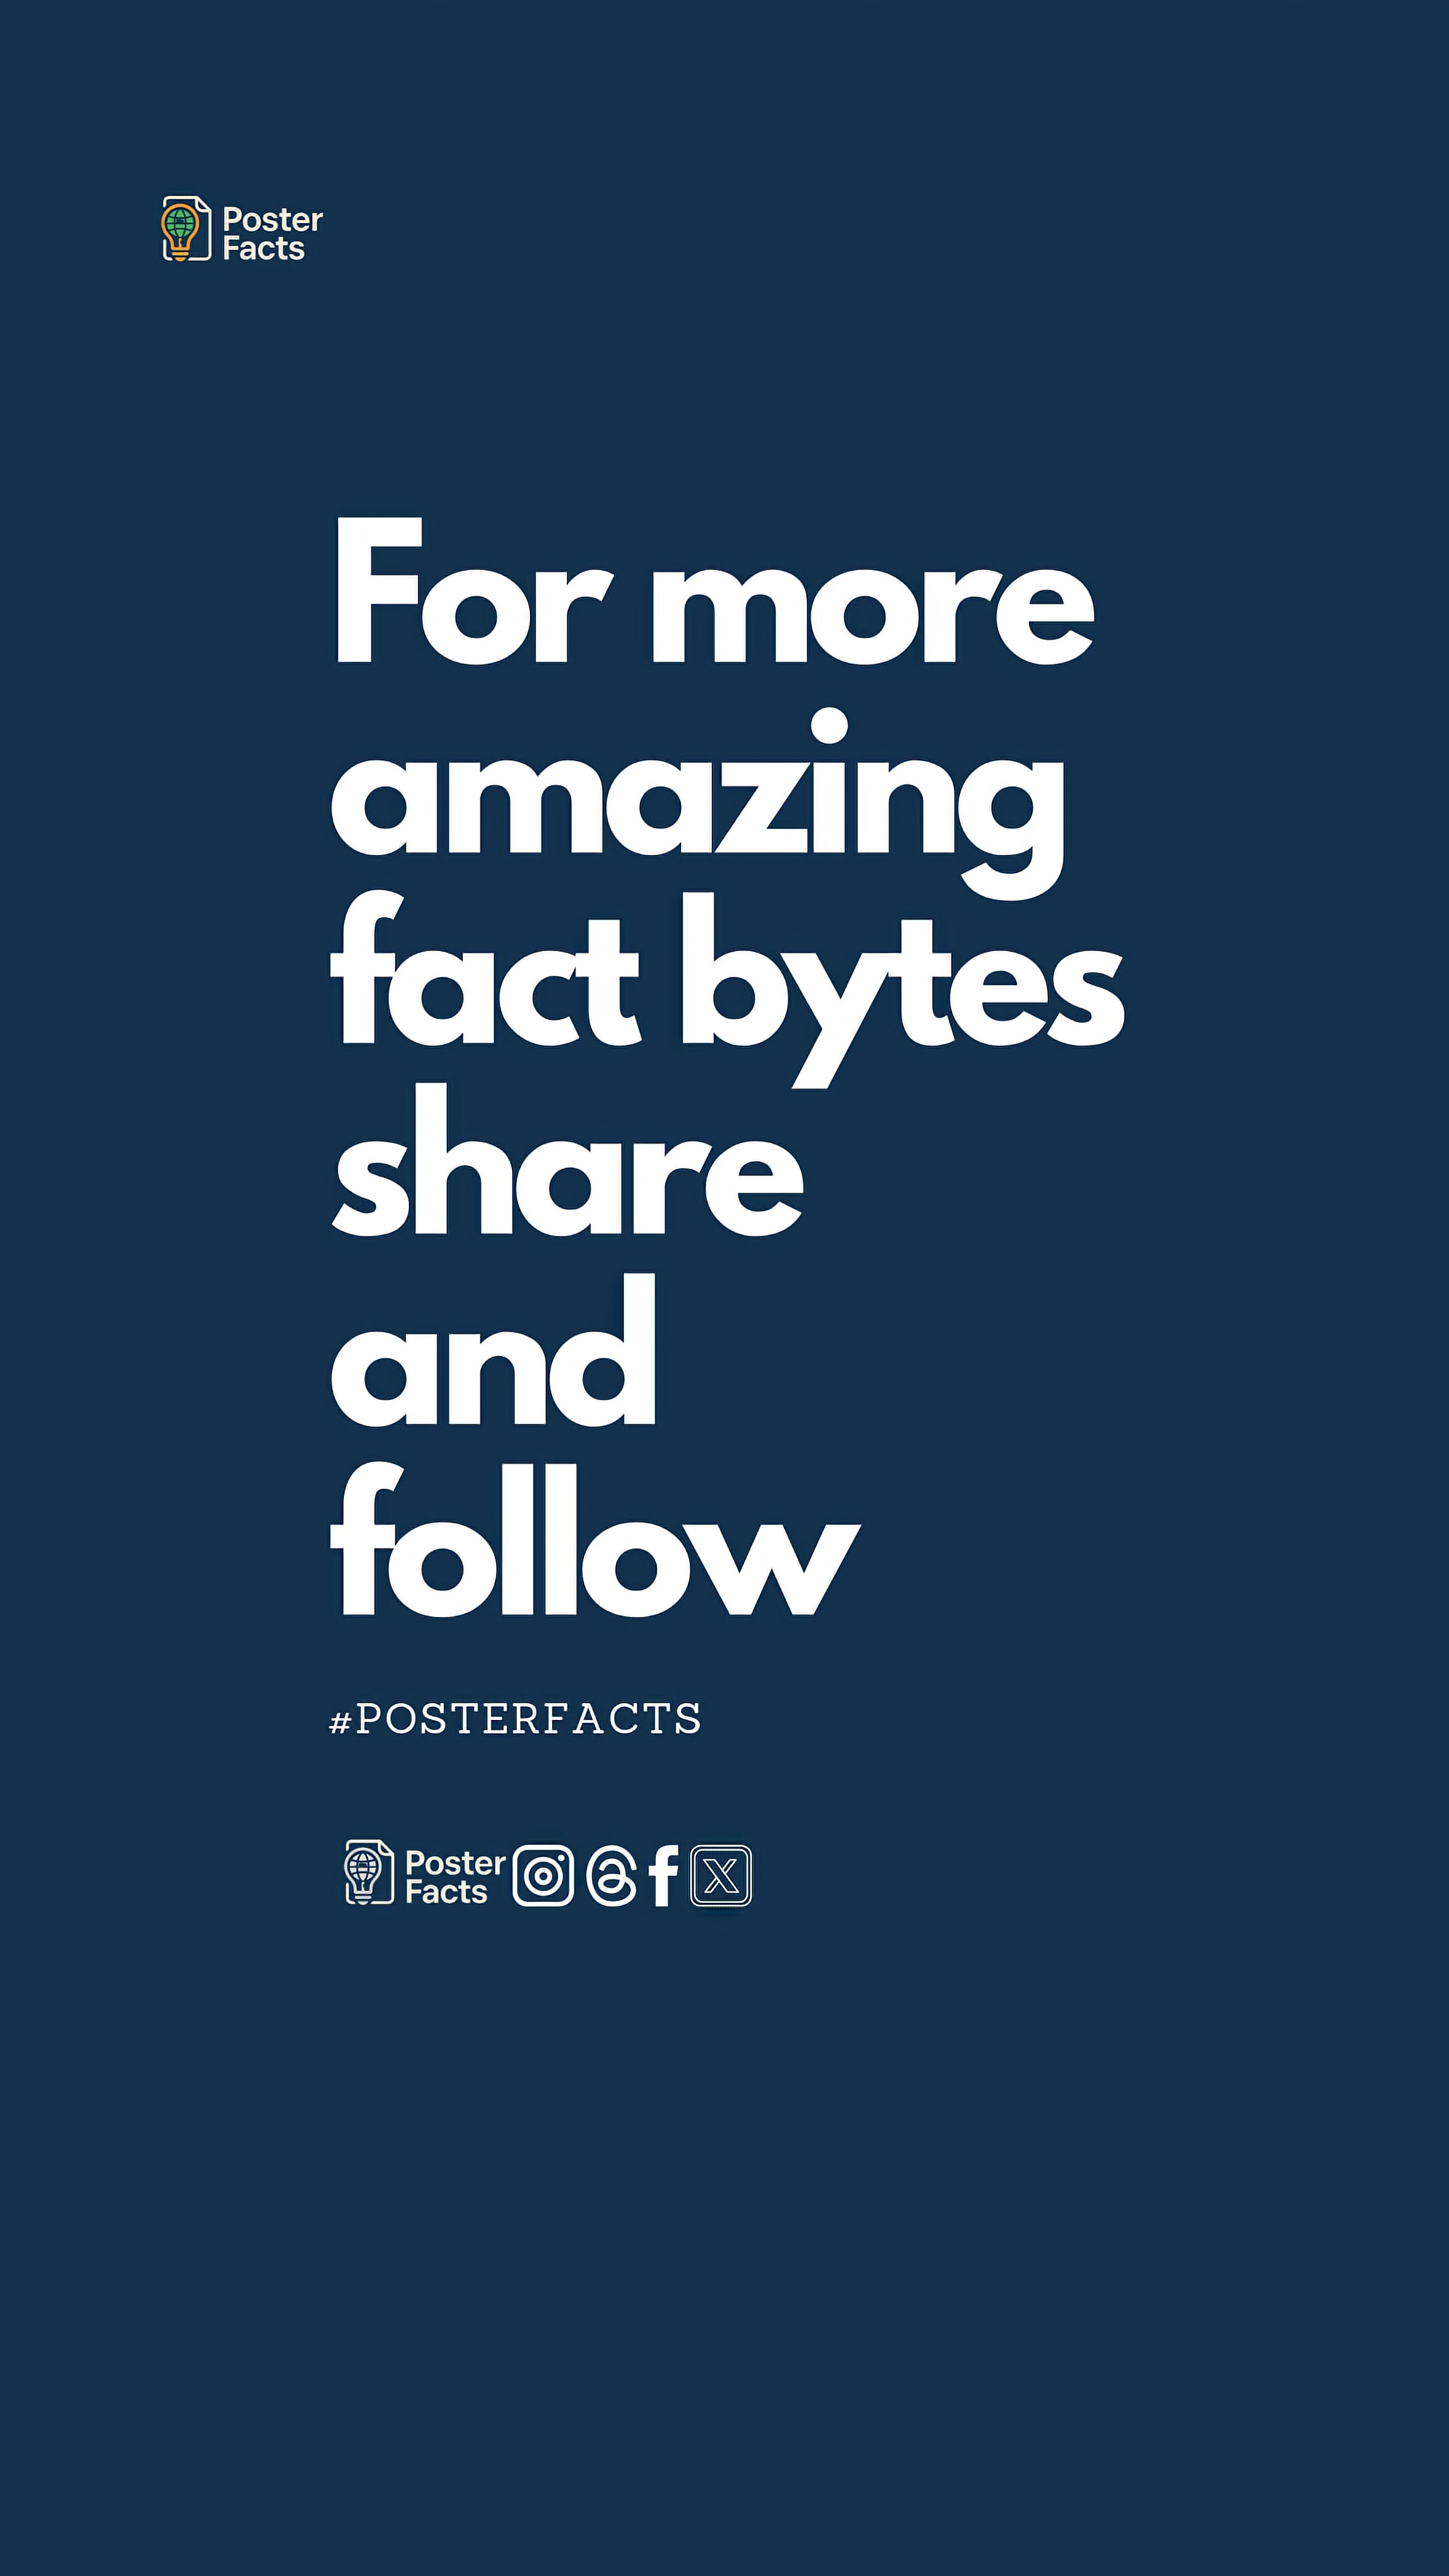 Poster
Facts
For more
amazing
fact bytes
share
and
follow
#POSTERFACTS
Poster
Facts